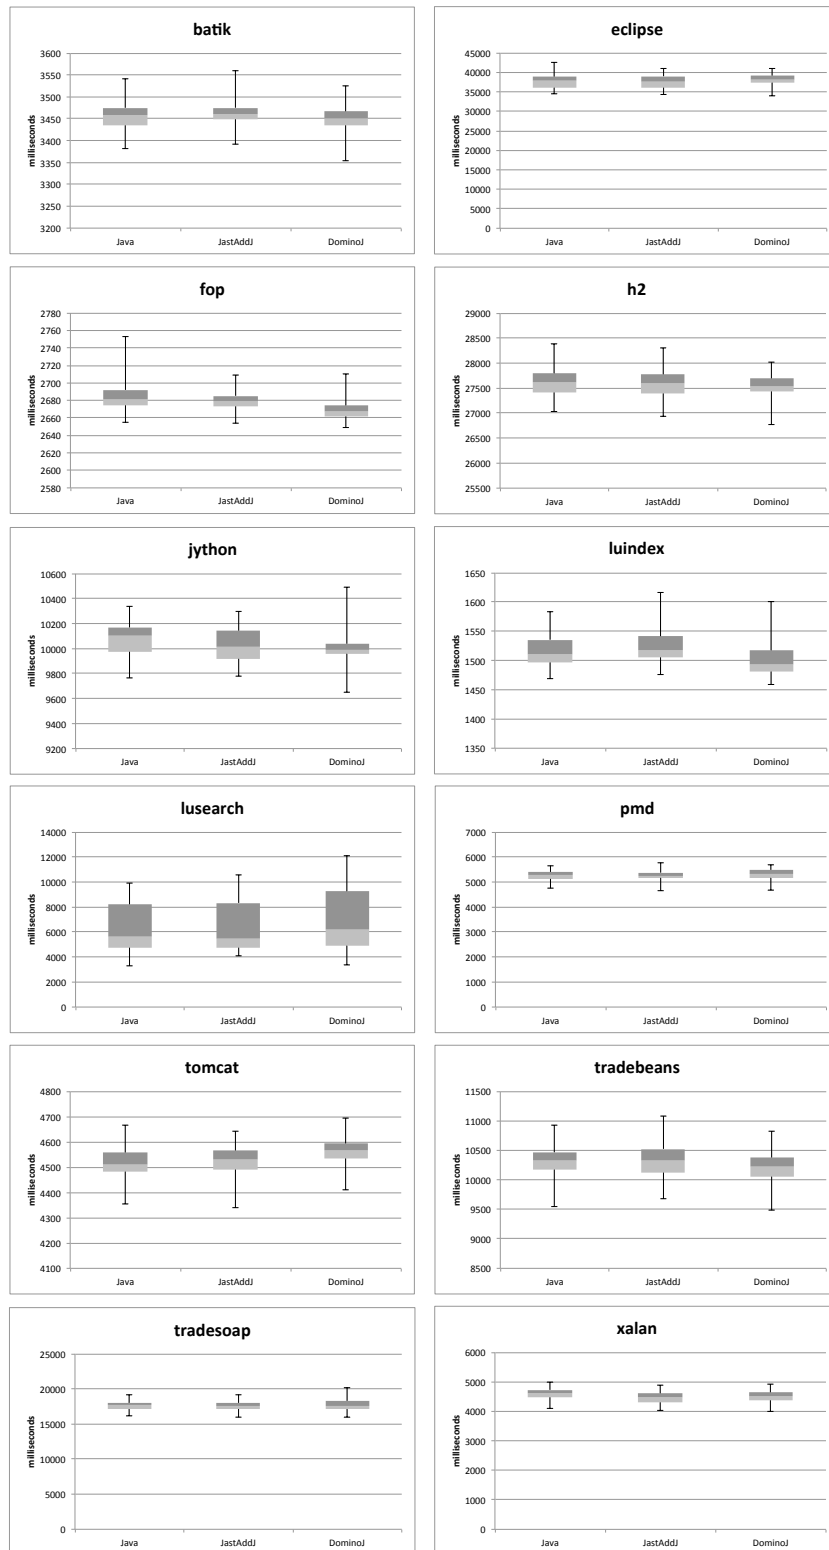 batik
3600
3550
3500
3450
3400
3350
3300
3250
3200
milliseconds
Java JastAddJ DominoJ
eclipse
45000
40000
35000
30000
25000
20000
15000
10000
5000
0
milliseconds
Java JastAddJ DominoJ
fop
2780
2760
2740
2720
2700
2680
2660
2640
2620
2600
2580
milliseconds
Java JastAddJ DominoJ
h2
29000
28500
28000
27500
27000
26500
26000
25500
milliseconds
Java JastAddJ DominoJ
jython
10600
10400
10200
10000
9800
9600
9400
9200
milliseconds
Java JastAddJ DominoJ
luindex
1650
1600
1550
1500
1450
1400
1350
milliseconds
Java JastAddJ DominoJ
lusearch
14000
12000
10000
8000
6000
4000
2000
0
milliseconds
Java JastAddJ DominoJ
pmd
7000
6000
5000
4000
3000
2000
1000
0
milliseconds
Java JastAddJ DominoJ
tomcat
4800
4700
4600
4500
4400
4300
4200
4100
milliseconds
Java JastAddJ DominoJ
tradebeans
11500
11000
10500
10000
9500
9000
8500
milliseconds
Java JastAddJ DominoJ
tradesoap
25000
20000
15000
10000
5000
0
milliseconds
Java JastAddJ DominoJ
xalan
6000
5000
4000
3000
2000
1000
0
milliseconds
Java JastAddJ DominoJ